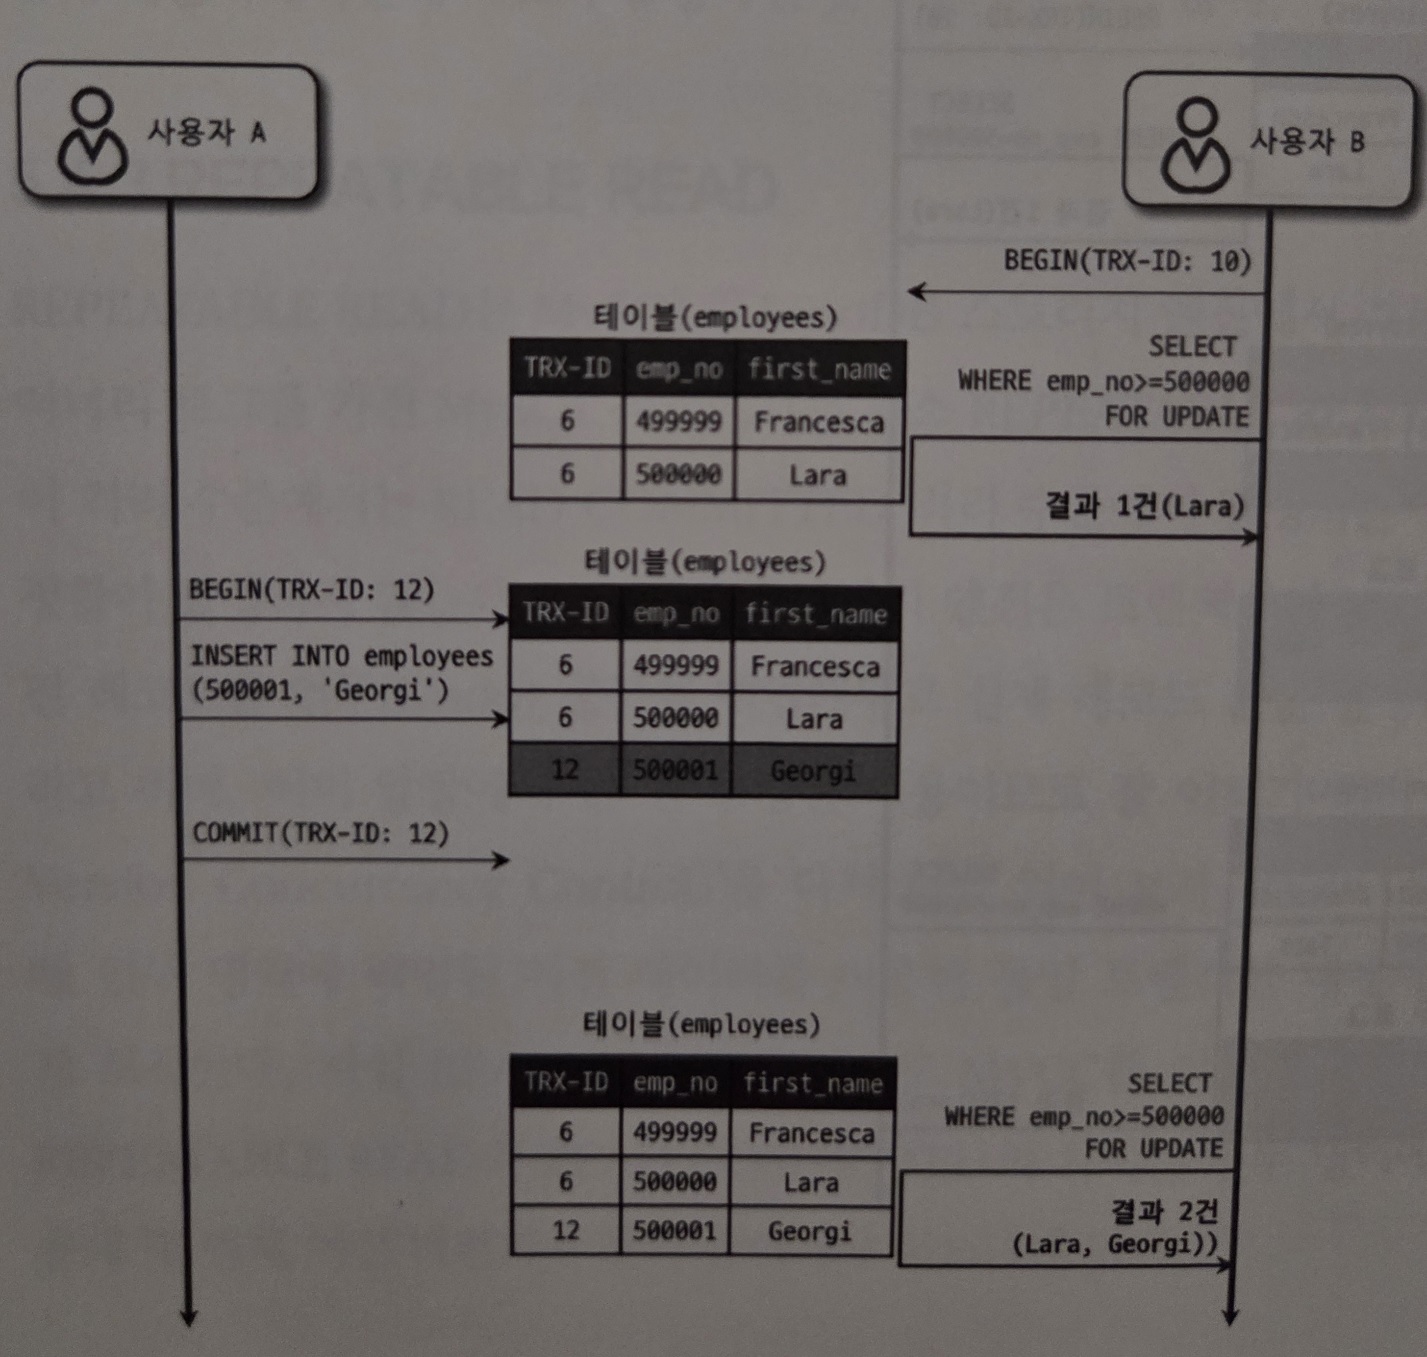 사용자 A
사용자 B
BEGIN(TRX-ID: 10)
테이블(employees)
TRX-ID emp_no first_name
6 499999 Francesca
6 500000 Lara
SELECT
WHERE emp_no>=500000
FOR UPDATE
결과 1건(Lara)
BEGIN(TRX-ID: 12)
INSERT INTO employees
(500001, 'Georgi')
테이블(employees)
TRX-ID emp_no first_name
6 499999 Francesca
6 500000 Lara
12 500001 Georgi
COMMIT(TRX-ID: 12)
테이블(employees)
TRX-ID emp_no first_name
6 499999 Francesca
6 500000 Lara
12 500001 Georgi
SELECT
WHERE emp_no>=500000
FOR UPDATE
결과 2건
(Lara, Georgi))
REPEATABLE READ
REPEATABLE READ